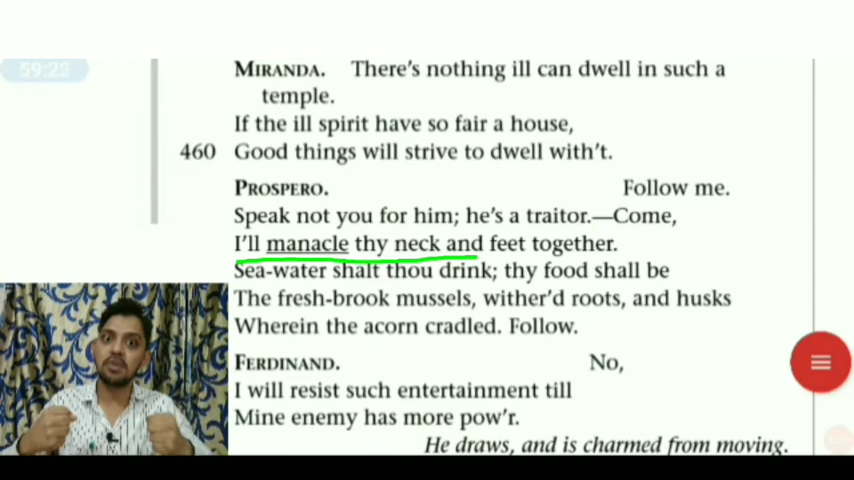 59:23
MIRANDA. There's nothing ill can dwell in such a
temple.
If the ill spirit have so fair a house,
460 Good things will strive to dwell with't.
PROSPERO. Follow me.
Speak not you for him; he's a traitor.—Come,
I'll manacle thy neck and feet together.
Sea-water shalt thou drink; thy food shall be
The fresh-brook mussels, wither'd roots, and husks
Wherein the acorn cradled. Follow.
FERDINAND. No,
I will resist such entertainment till
Mine enemy has more pow'r.
He draws, and is charmed from moving.